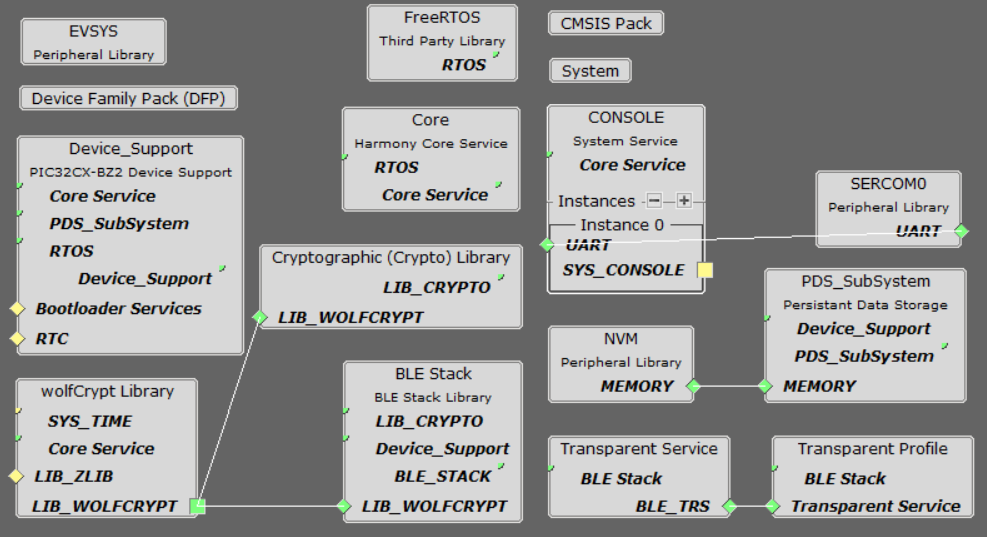 EVSYS
Peripheral Library
Device Family Pack (DFP)
Device_Support
PIC32CX-BZ2 Device Support
Core Service
PDS_SubSystem
RTOS
Device_Support
Bootloader Services
RTC
wolfCrypt Library
SYS_TIME
Core Service
LIB_ZLIB
LIB_WOLFCRYPT
FreeRTOS
Third Party Library
RTOS
Core
Harmony Core Service
RTOS
Core Service
Cryptographic (Crypto) Library
LIB_CRYPTO
LIB_WOLFCRYPT
BLE Stack
BLE Stack Library
LIB_CRYPTO
Device_Support
BLE_STACK
LIB_WOLFCRYPT
CMSIS Pack
System
CONSOLE
System Service
Core Service
Instances
Instance 0
UART
SYS_CONSOLE
SERCOM0
Peripheral Library
UART
NVM
Peripheral Library
MEMORY
PDS_SubSystem
Persistant Data Storage
Device_Support
PDS_SubSystem
MEMORY
Transparent Service
BLE Stack
BLE_TRS
Transparent Profile
BLE Stack
Transparent Service